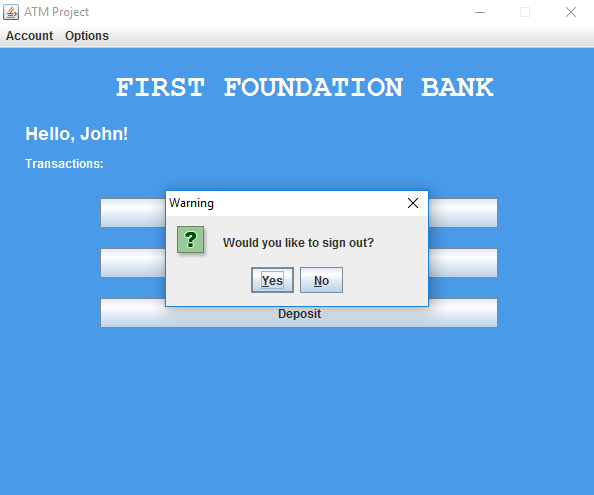 ATM Project
Account Options
FIRST FOUNDATION BANK
Hello, John!
Transactions:
Warning
?
Would you like to sign out?
Yes No
Deposit